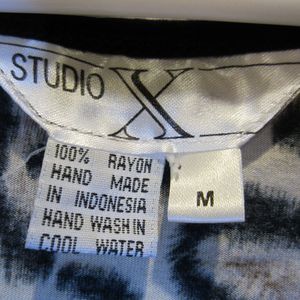 STUDIO X
100% RAYON
HAND MADE
IN INDONESIA
HAND WASH IN
COOL WATER
M